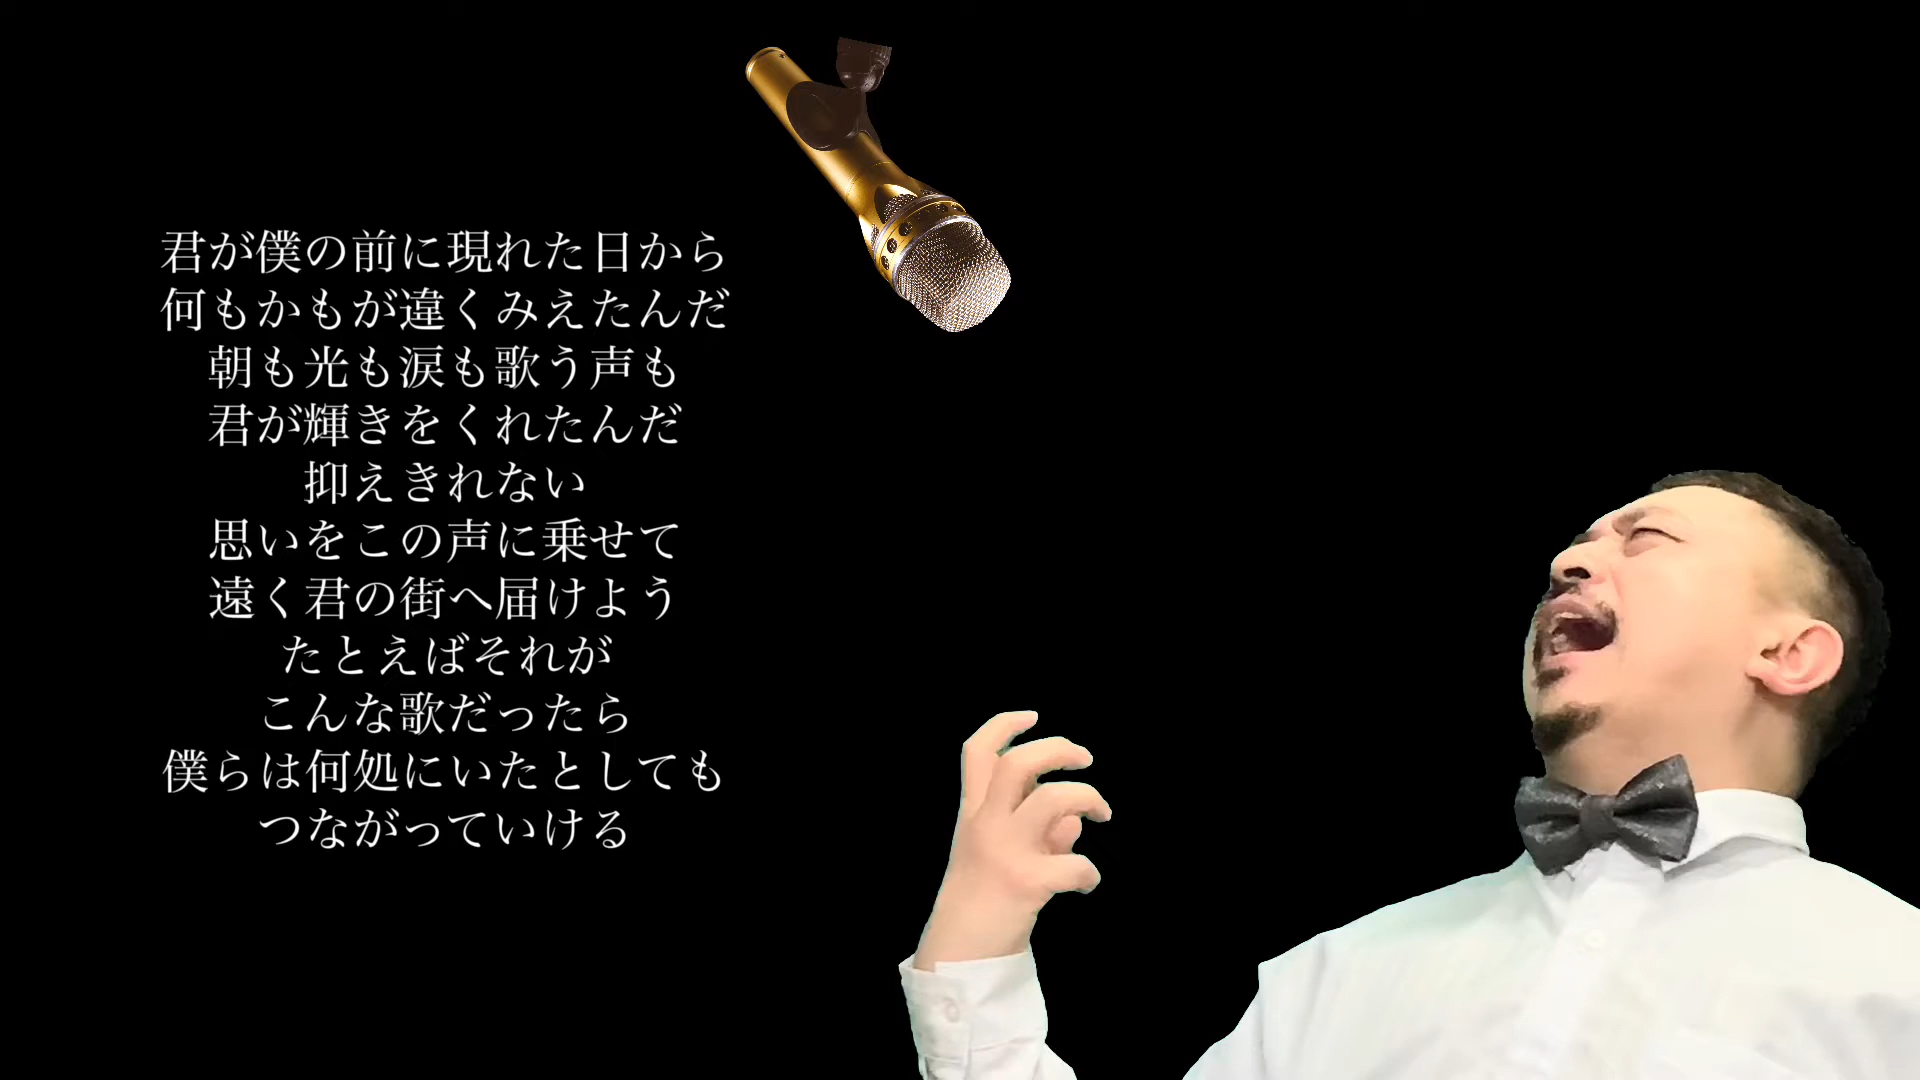 君が僕の前に現れた日から
何もかもが違くみえたんだ
朝も光も涙も歌う声も
君が輝きをくれたんだ
抑えきれない
思いをこの声に乗せて
遠く君の街へ届けよう
たとえばそれが
こんな歌だったら
僕らは何処にいたとしても
つながっていける